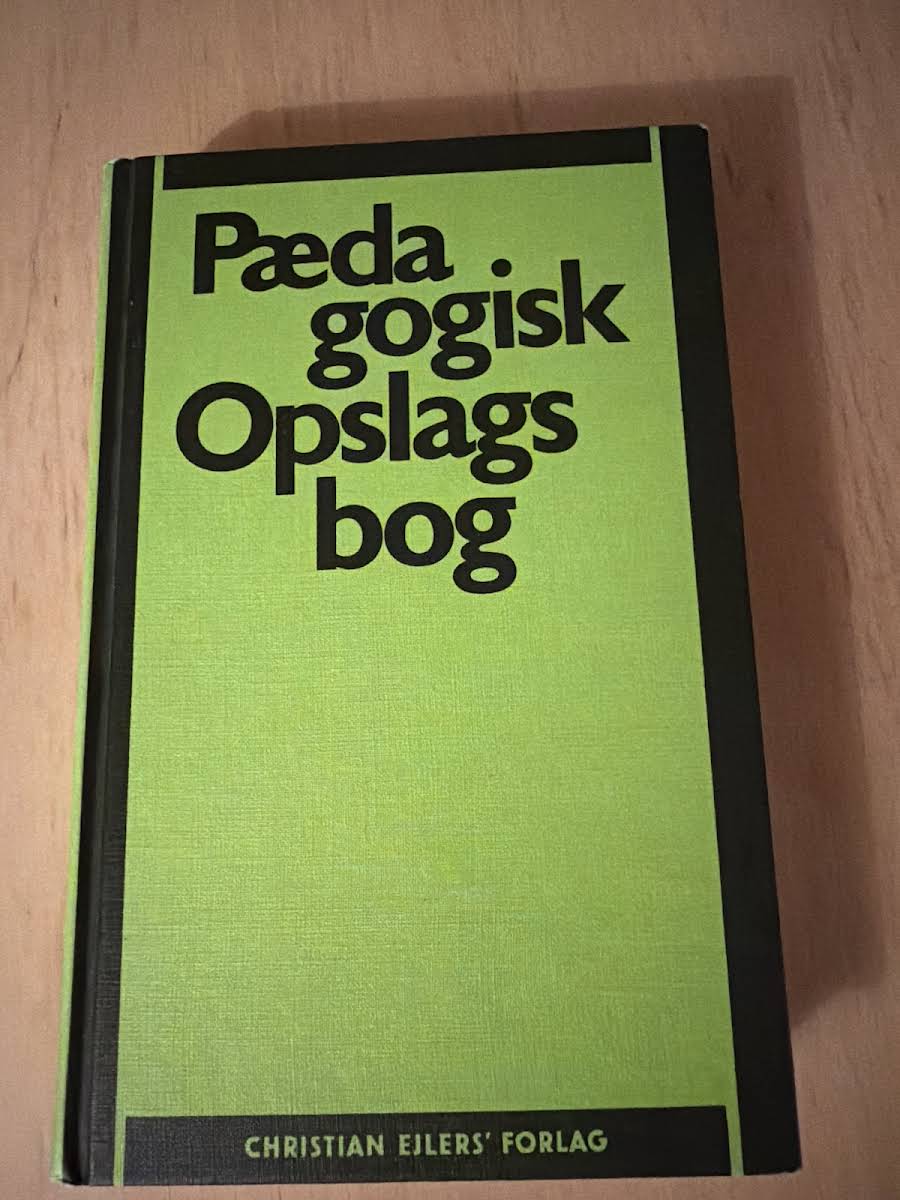 Pæda
gogisk
Opslags
bog
CHRISTIAN EJLERS' FORLAG